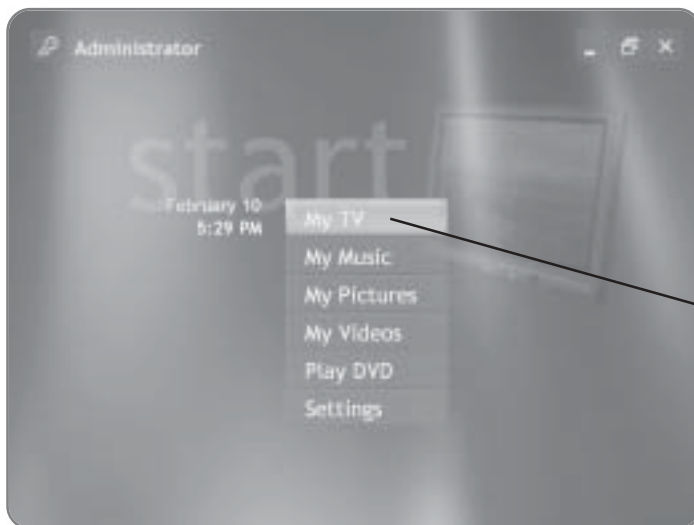 Administrator
start
February 10
5:29 PM
My TV
My Music
My Pictures
My Videos
Play DVD
Settings